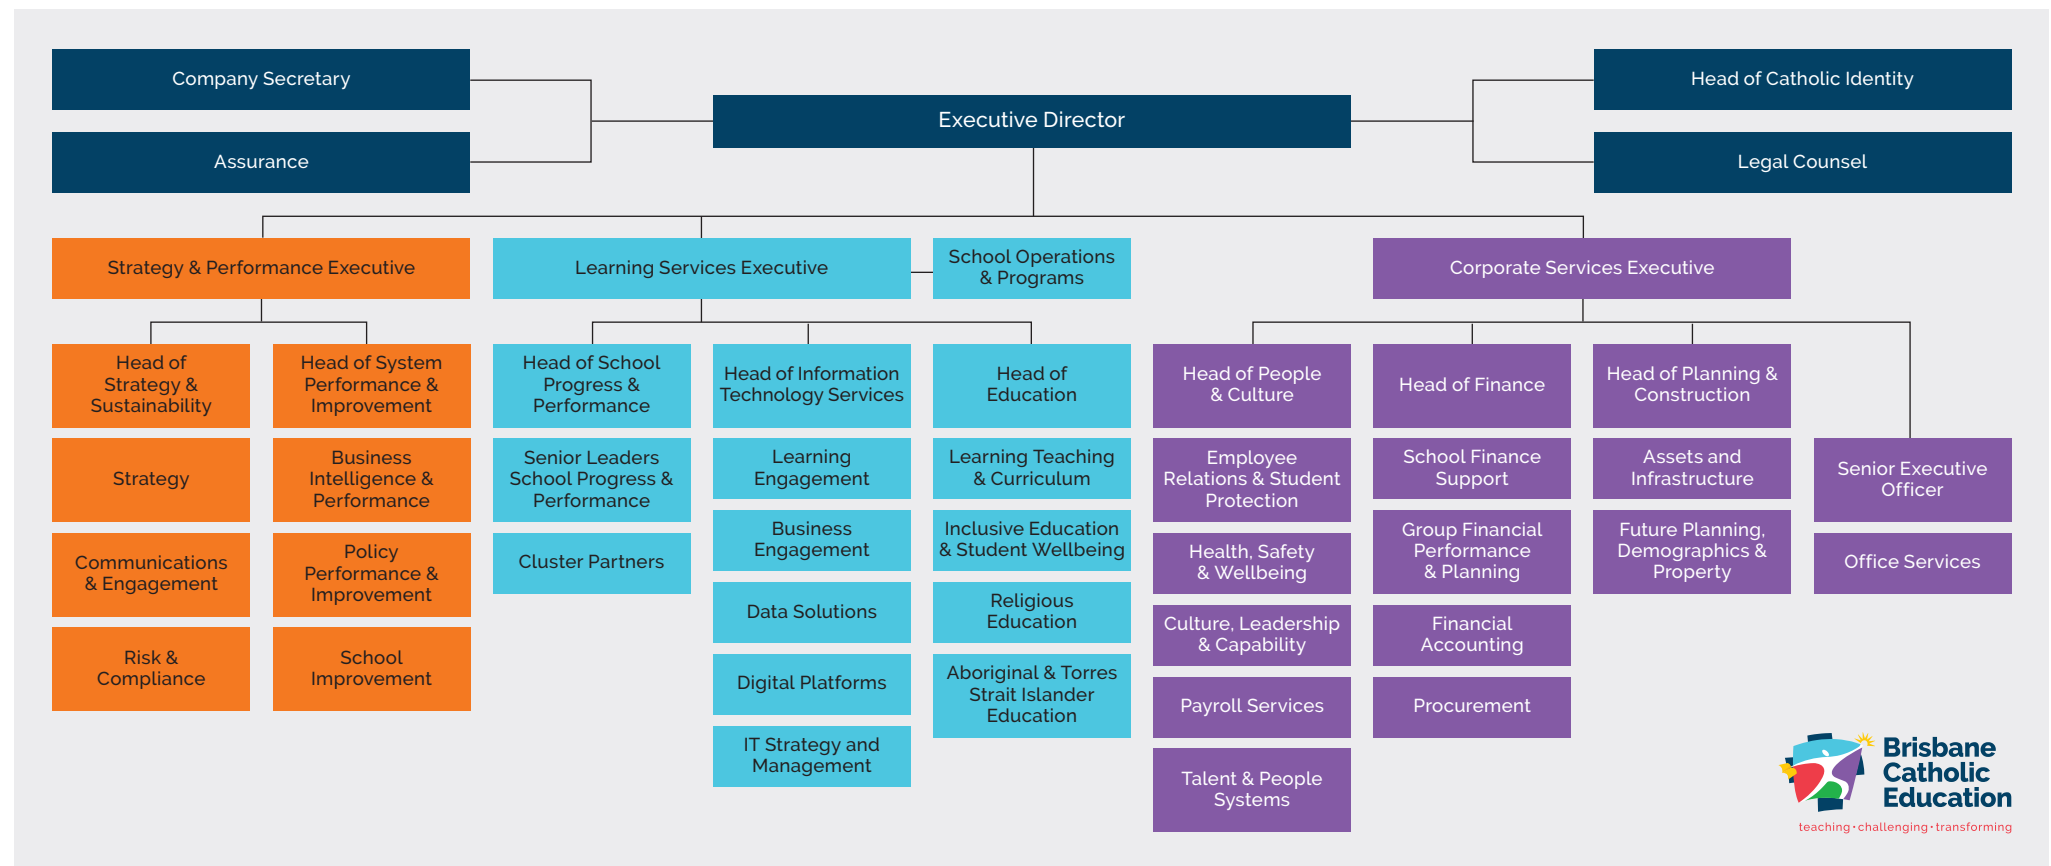 Company Secretary
Assurance
Executive Director
Head of Catholic Identity
Legal Counsel
Strategy & Performance Executive
Learning Services Executive
School Operations
& Programs
Corporate Services Executive
Head of
Strategy &
Sustainability
Strategy
Communications
& Engagement
Risk &
Compliance
Head of System
Performance &
Improvement
Business
Intelligence &
Performance
Policy
Performance &
Improvement
School
Improvement
Head of School
Progress &
Performance
Senior Leaders
School Progress &
Performance
Cluster Partners
Head of Information
Technology Services
Learning
Engagement
Business
Engagement
Data Solutions
Digital Platforms
IT Strategy and
Management
Head of
Education
Learning Teaching
& Curriculum
Inclusive Education
& Student Wellbeing
Religious
Education
Aboriginal & Torres
Strait Islander
Education
Head of People
& Culture
Employee
Relations & Student
Protection
Health, Safety
& Wellbeing
Culture, Leadership
& Capability
Payroll Services
Talent & People
Systems
Head of Finance
School Finance
Support
Group Financial
Performance
& Planning
Financial
Accounting
Procurement
Head of Planning &
Construction
Assets and
Infrastructure
Future Planning,
Demographics &
Property
Senior Executive
Officer
Office Services
Brisbane
Catholic
Education
teaching·challenging·transforming